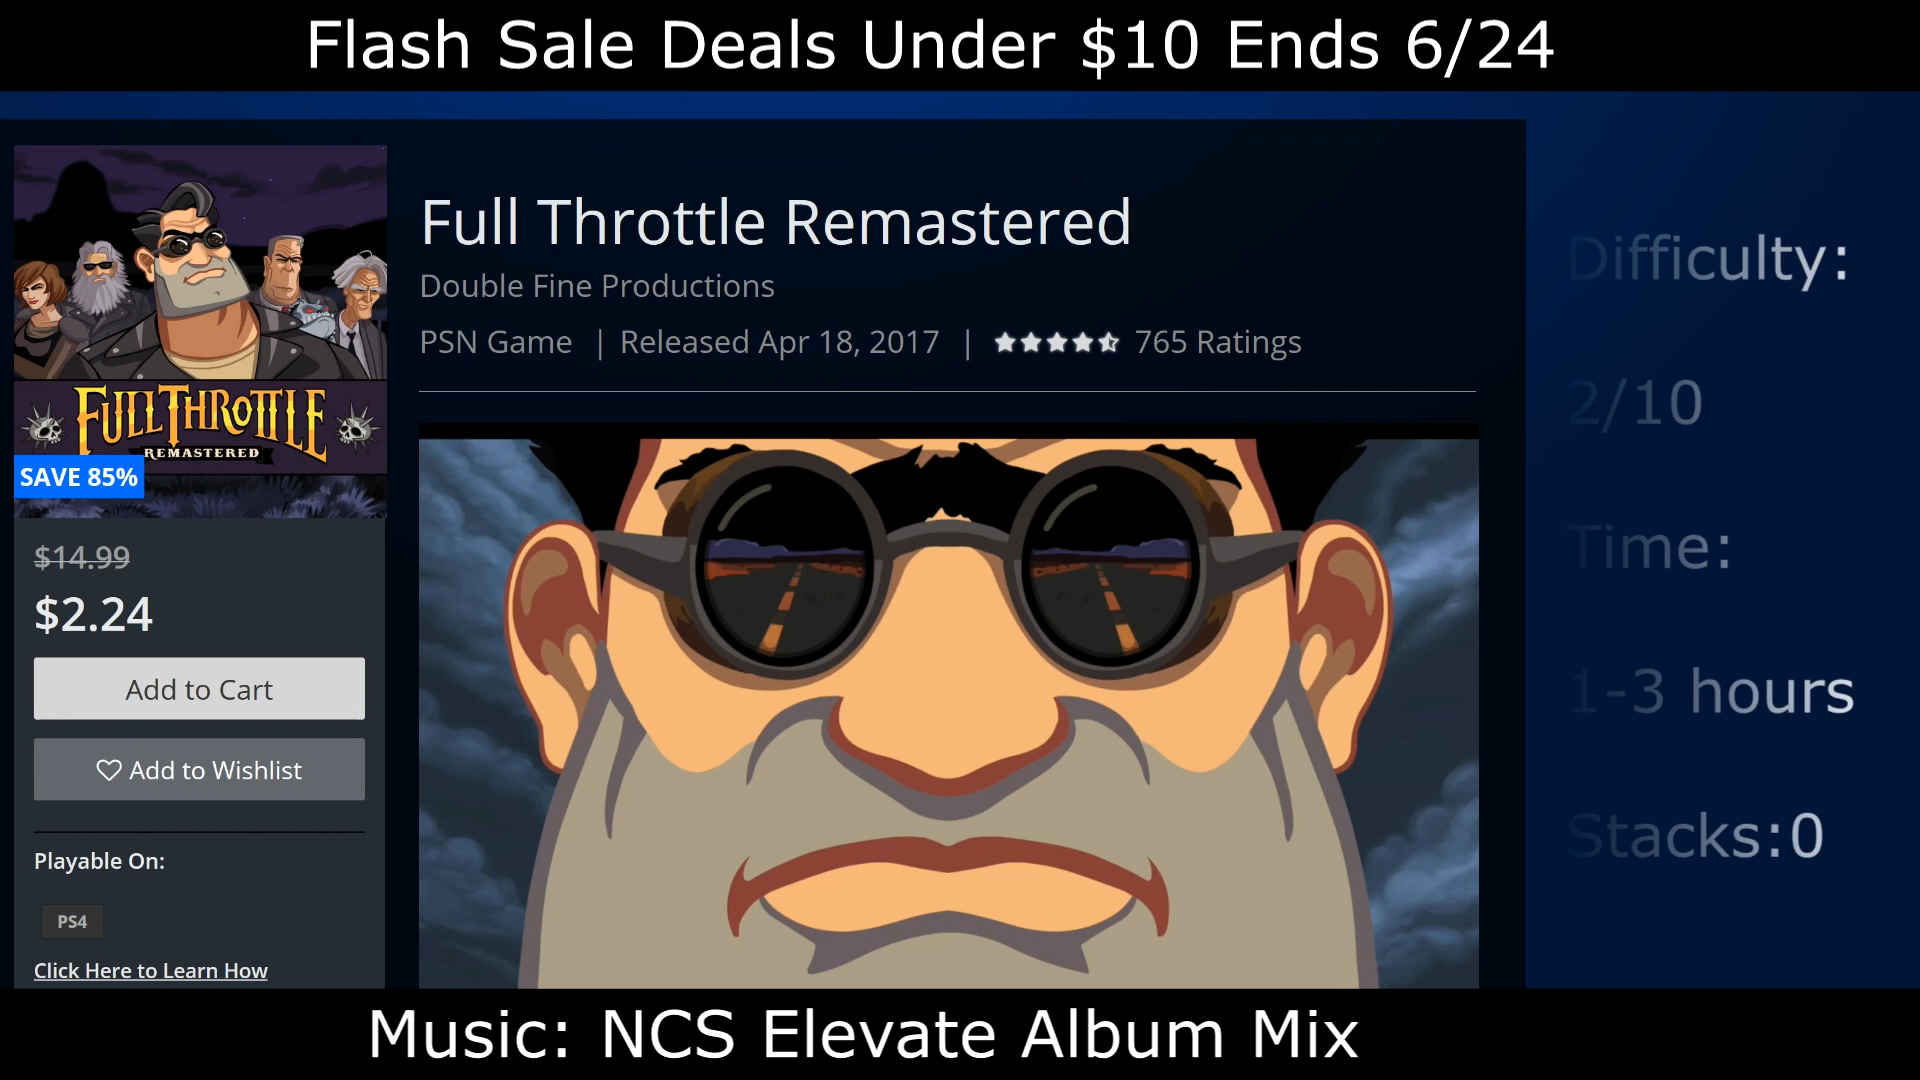 Flash Sale Deals Under $10 Ends 6/24
FULL THROTTLE
REMASTERED
SAVE 85%
$14.99
$2.24
Add to Cart
Add to Wishlist
Playable On:
PS4
Click Here to Learn How
Full Throttle Remastered
Double Fine Productions
PSN Game | Released Apr 18, 2017 | 765 Ratings
Difficulty:
2/10
Time:
1-3 hours
Stacks:0
Music: NCS Elevate Album Mix